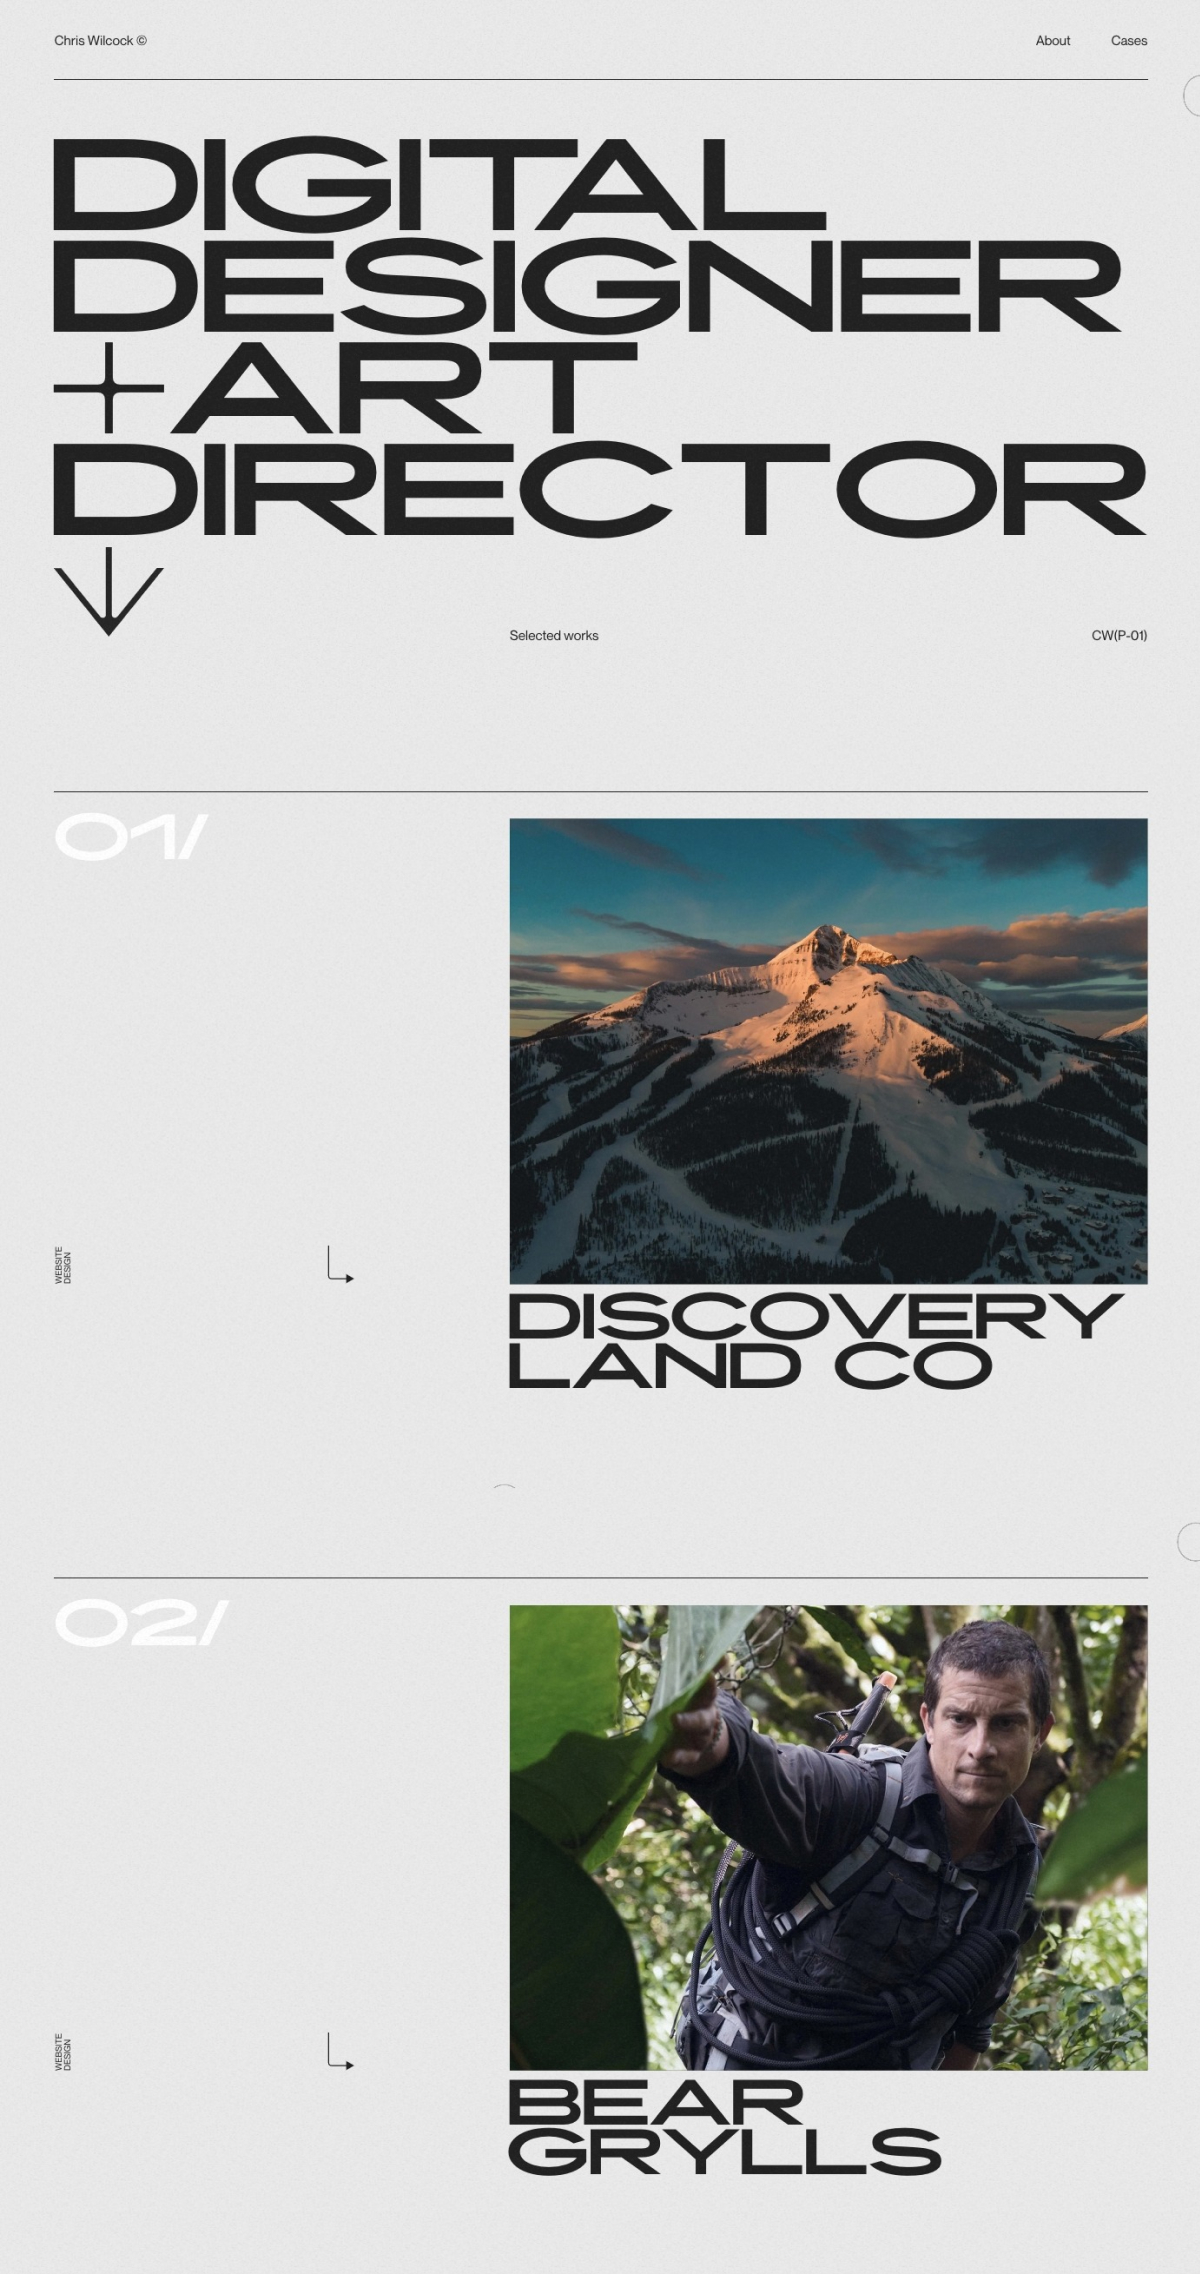 Chris Wilcock ©
About Cases
DIGITAL
DESIGNER
+ART
DIRECTOR
Selected works
CW(P-01)
01/
WEBSITE
DESIGN
DISCOVERY
LAND CO
02/
WEBSITE
DESIGN
BEAR
GRYLLS